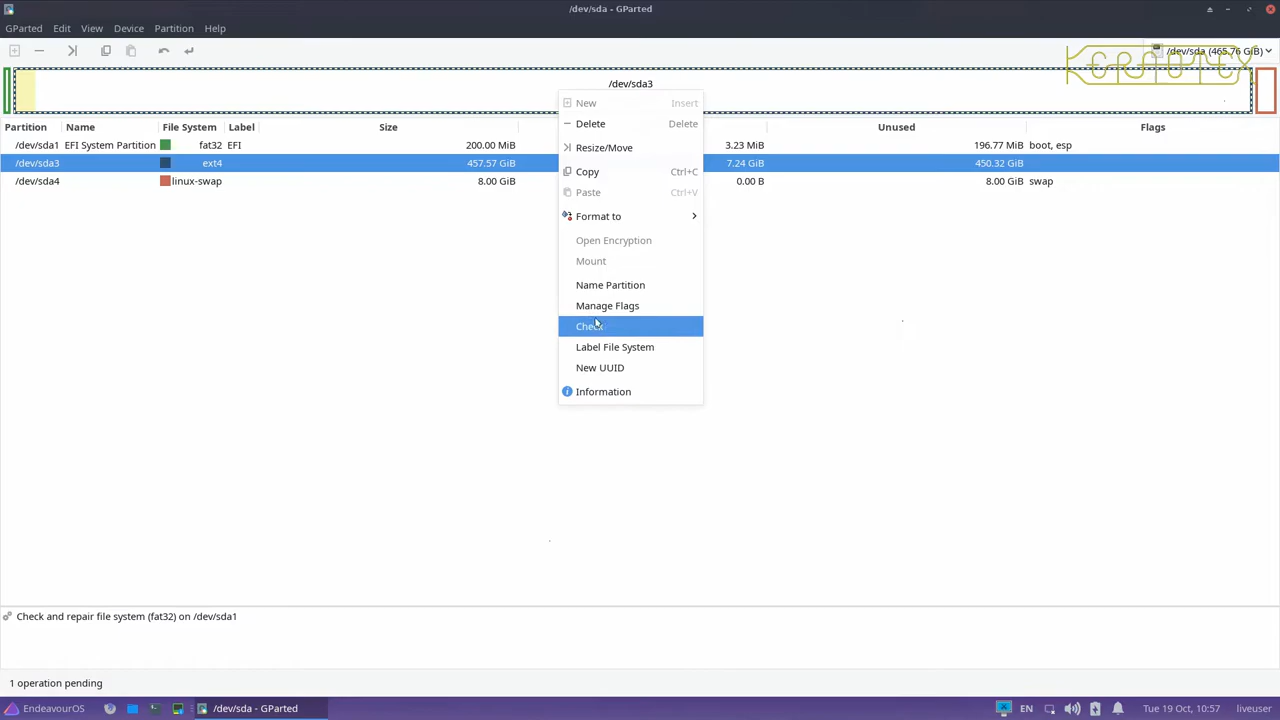 /dev/sda - GParted
GParted Edit View Device Partition Help
/dev/sda (465.76 GiB)
/dev/sda3
Partition Name File System Label Size Unused Flags
/dev/sda1 EFI System Partition fat32 EFI 200.00 MiB 3.23 MiB 196.77 MiB boot, esp
/dev/sda3 ext4 457.57 GiB 7.24 GiB 450.32 GiB
/dev/sda4 linux-swap 8.00 GiB 0.00 B 8.00 GiB swap
New Insert
Delete Delete
Resize/Move
Copy Ctrl+C
Paste Ctrl+V
Format to
Open Encryption
Mount
Name Partition
Manage Flags
Check
Label File System
New UUID
Information
Check and repair file system (fat32) on /dev/sda1
1 operation pending
EndeavourOS /dev/sda - GParted EN Tue 19 Oct, 10:57 liveuser